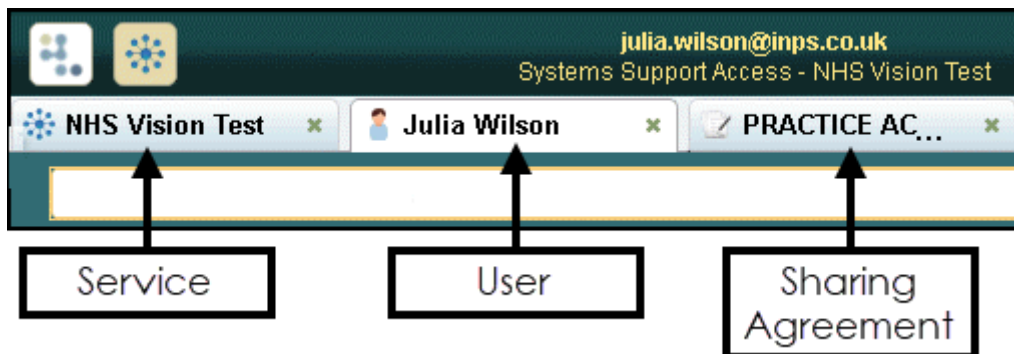 julia.wilson@inps.co.uk
Systems Support Access - NHS Vision Test
NHS Vision Test
Julia Wilson
PRACTICE AC...
Service
User
Sharing
Agreement